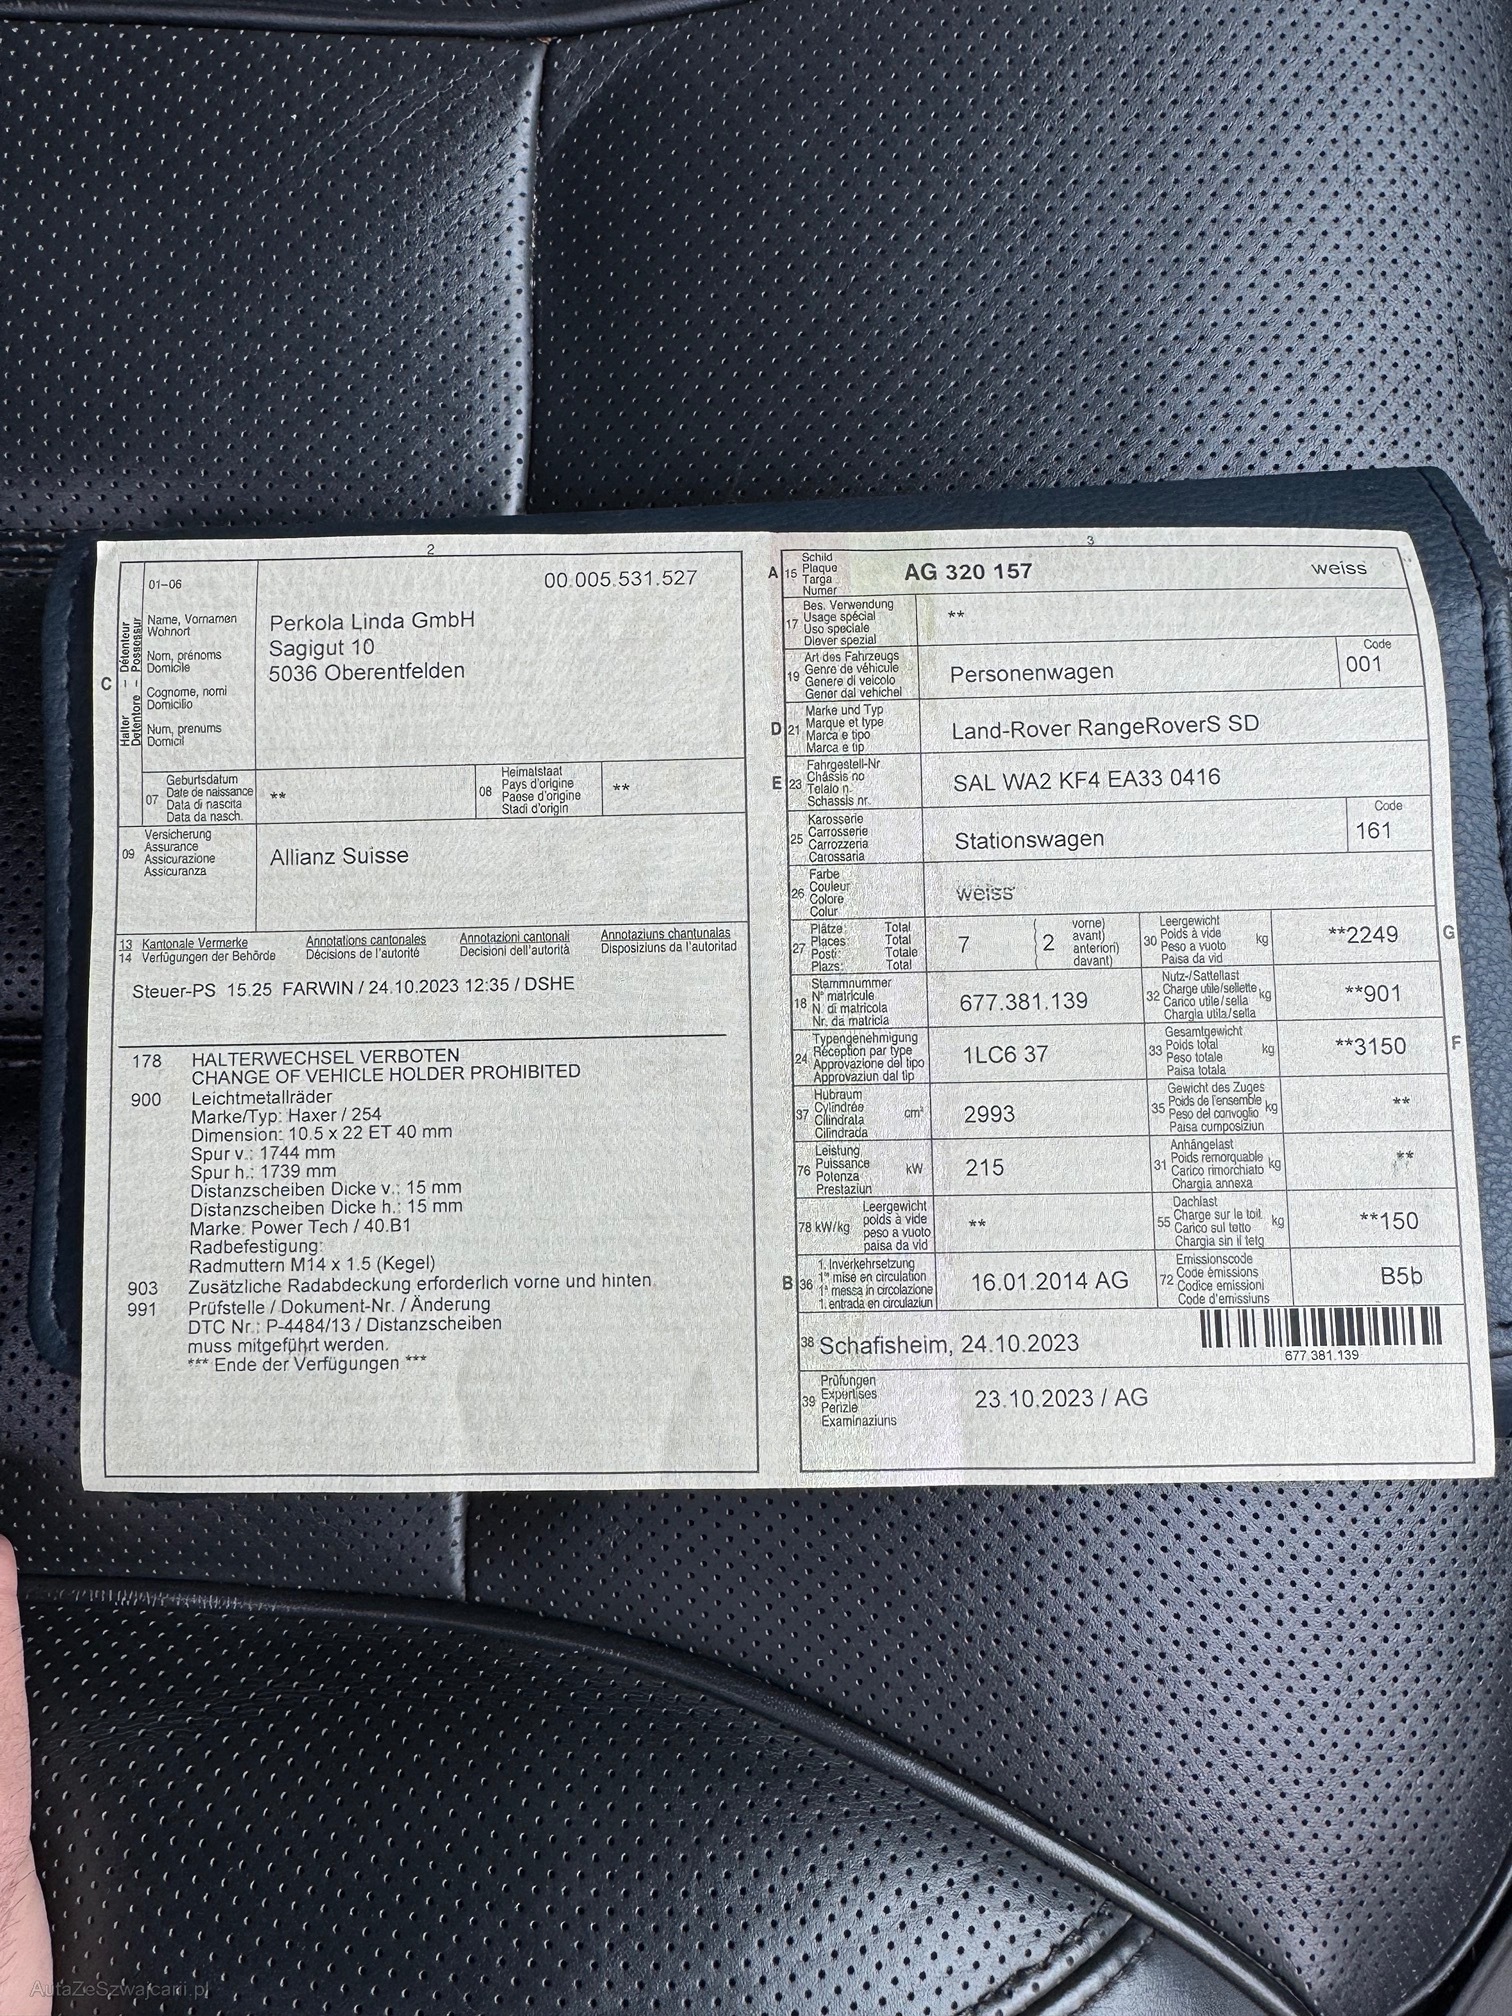 2
01-06
00.005.531.527
C
Halter – Détenteur
Detentore – Possessur
Name, Vornamen
Wohnort
Nom, prénoms
Domicile
Cognome, nomi
Domicilio
Num, prenums
Domicil
Perkola Linda GmbH
Sagigut 10
5036 Oberentfelden
07
Geburtsdatum
Date de naissance
Data di nascita
Data da nasch.
**
08
Heimatstaat
Pays d'origine
Paese d'origine
Stadi d'origin
**
09
Versicherung
Assurance
Assicurazione
Assicuranza
Allianz Suisse
13 Kantonale Vermerke Annotations cantonales Annotazioni cantonali Annotaziuns chantunalas
14 Verfügungen der Behörde Décisions de l'autorité Decisioni dell'autorità Disposiziuns da l'autoritad
Steuer-PS 15.25 FARWIN / 24.10.2023 12:35 / DSHE
178 HALTERWECHSEL VERBOTEN
CHANGE OF VEHICLE HOLDER PROHIBITED
900 Leichtmetallräder
Marke/Typ: Haxer / 254
Dimension: 10.5 x 22 ET 40 mm
Spur v.: 1744 mm
Spur h.: 1739 mm
Distanzscheiben Dicke v.: 15 mm
Distanzscheiben Dicke h.: 15 mm
Marke: Power Tech / 40.B1
Radbefestigung:
Radmuttern M14 x 1.5 (Kegel)
903 Zusätzliche Radabdeckung erforderlich vorne und hinten.
991 Prüfstelle / Dokument-Nr. / Änderung
DTC Nr.: P-4484/13 / Distanzscheiben
muss mitgeführt werden.
*** Ende der Verfügungen ***
3
A 15
Schild
Plaque
Targa
Numer
AG 320 157 weiss
17
Bes. Verwendung
Usage spécial
Uso speciale
Diever spezial
**
19
Art des Fahrzeugs
Genre de véhicule
Genere di veicolo
Gener dal vehichel
Personenwagen
Code
001
D 21
Marke und Typ
Marque et type
Marca e tipo
Marca e tip
Land-Rover RangeRoverS SD
E 23
Fahrgestell-Nr.
Châssis no
Telaio n.
Schassis nr.
SAL WA2 KF4 EA33 0416
25
Karosserie
Carrosserie
Carrozzeria
Carossaria
Stationswagen
Code
161
26
Farbe
Couleur
Colore
Colur
weiss
27
Plätze: Total
Places: Total
Posti: Totale
Plazs: Total
7 (2
vorne)
avant)
anteriori)
davant)
30
Leergewicht
Poids à vide
Peso a vuoto
Paisa da vid
kg
**2249
G
18
Stammnummer
N° matricule
N. di matricola
Nr. da matricla
677.381.139
32
Nutz-/Sattellast
Charge utile/sellette
Carico utile/sella
Chargia utila/sella
kg
**901
24
Typengenehmigung
Réception par type
Approvazione del tipo
Approvaziun dal tip
1LC6 37
33
Gesamtgewicht
Poids total
Peso totale
Paisa totala
kg
**3150
F
37
Hubraum
Cylindrée
Cilindrata
Cilindrada
cm³
2993
35
Gewicht des Zuges
Poids de l'ensemble
Peso del convoglio
Paisa cumposiziun
kg
**
76
Leistung
Puissance
Potenza
Prestaziun
kW
215
31
Anhängelast
Poids remorquable
Carico rimorchiato
Chargia annexa
kg
**
78 kW/kg
Leergewicht
poids à vide
peso a vuoto
paisa da vid
**
55
Dachlast
Charge sur le toit
Carico sul tetto
Chargia sin il tetg
kg
**150
B 36
1. Inverkehrsetzung
1re mise en circulation
1a messa in circolazione
1. entrada en circulaziun
16.01.2014 AG
72
Emissionscode
Code émissions
Codice emissioni
Code d'emissiuns
B5b
38 Schafisheim, 24.10.2023
677.381.139
39
Prüfungen
Expertises
Perizie
Examinaziuns
23.10.2023 / AG
AutaZeSzwajcarii.pl